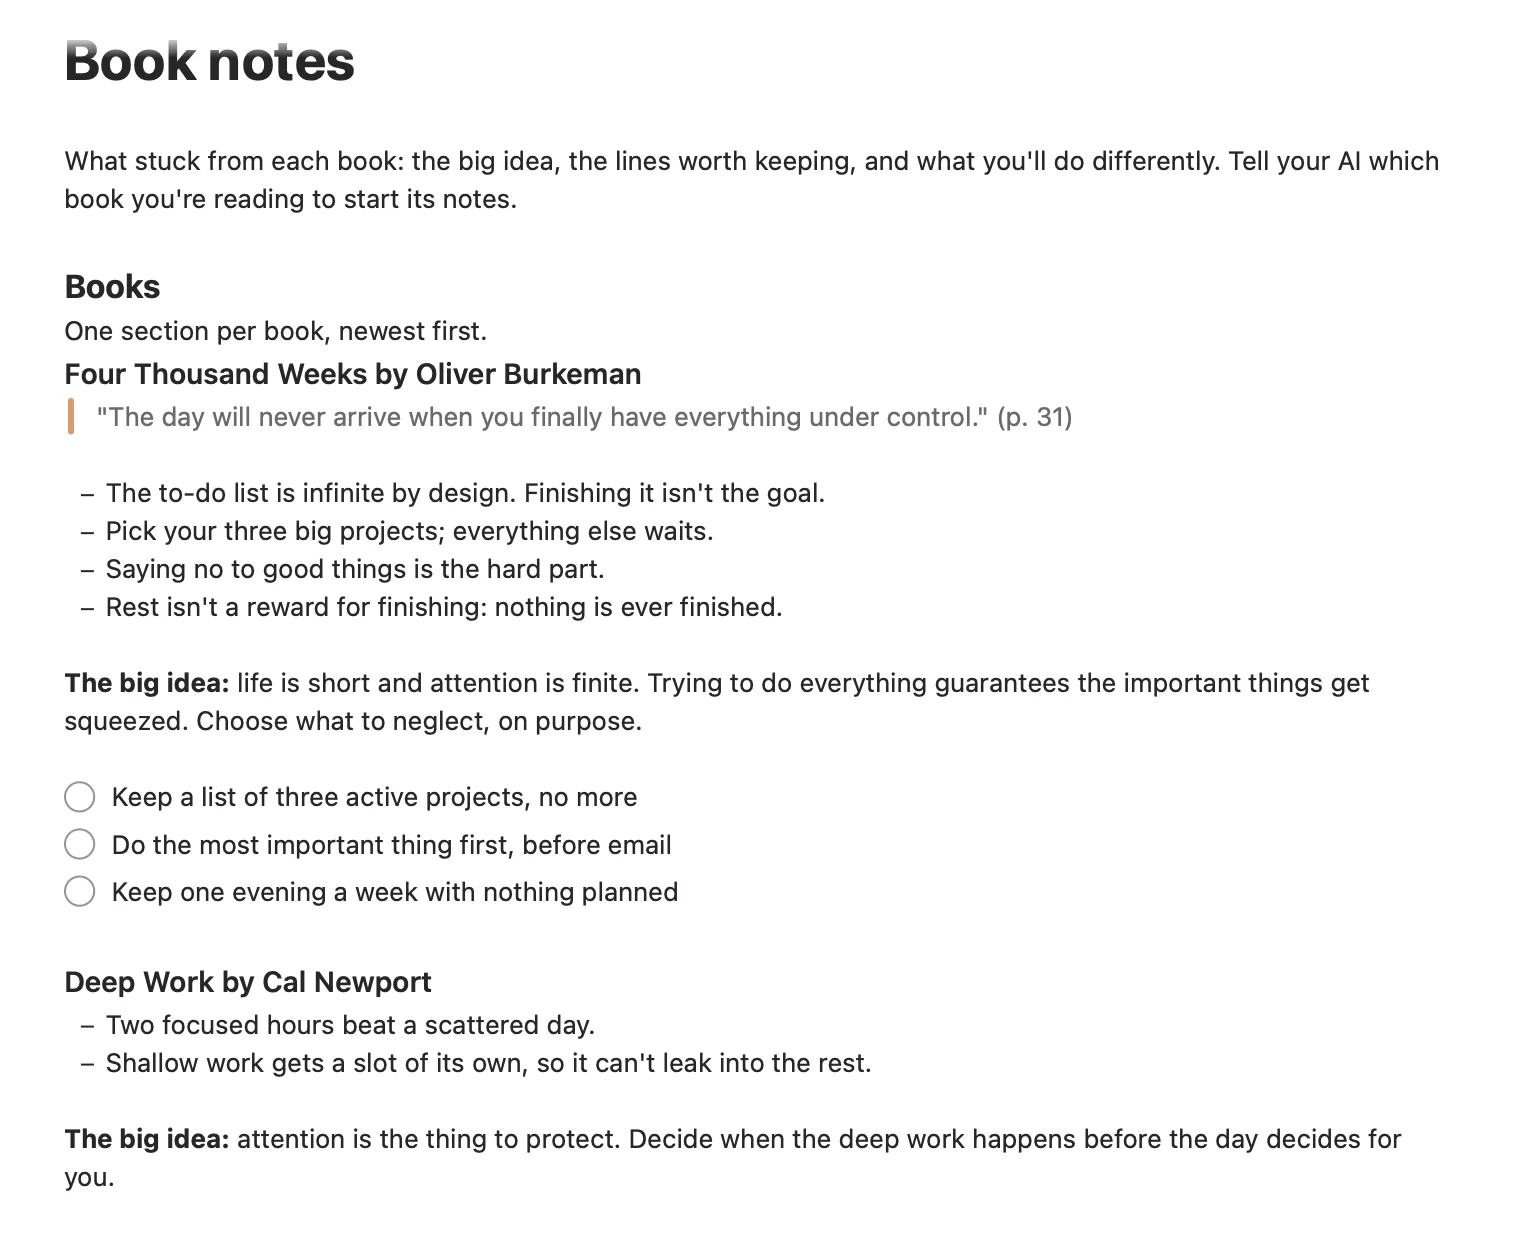 Book notes
What stuck from each book: the big idea, the lines worth keeping, and what you'll do differently. Tell your AI which
book you're reading to start its notes.
Books
One section per book, newest first.
Four Thousand Weeks by Oliver Burkeman
"The day will never arrive when you finally have everything under control." (p. 31)
– The to-do list is infinite by design. Finishing it isn't the goal.
– Pick your three big projects; everything else waits.
– Saying no to good things is the hard part.
– Rest isn't a reward for finishing: nothing is ever finished.
The big idea: life is short and attention is finite. Trying to do everything guarantees the important things get
squeezed. Choose what to neglect, on purpose.
Keep a list of three active projects, no more
Do the most important thing first, before email
Keep one evening a week with nothing planned
Deep Work by Cal Newport
– Two focused hours beat a scattered day.
– Shallow work gets a slot of its own, so it can't leak into the rest.
The big idea: attention is the thing to protect. Decide when the deep work happens before the day decides for
you.